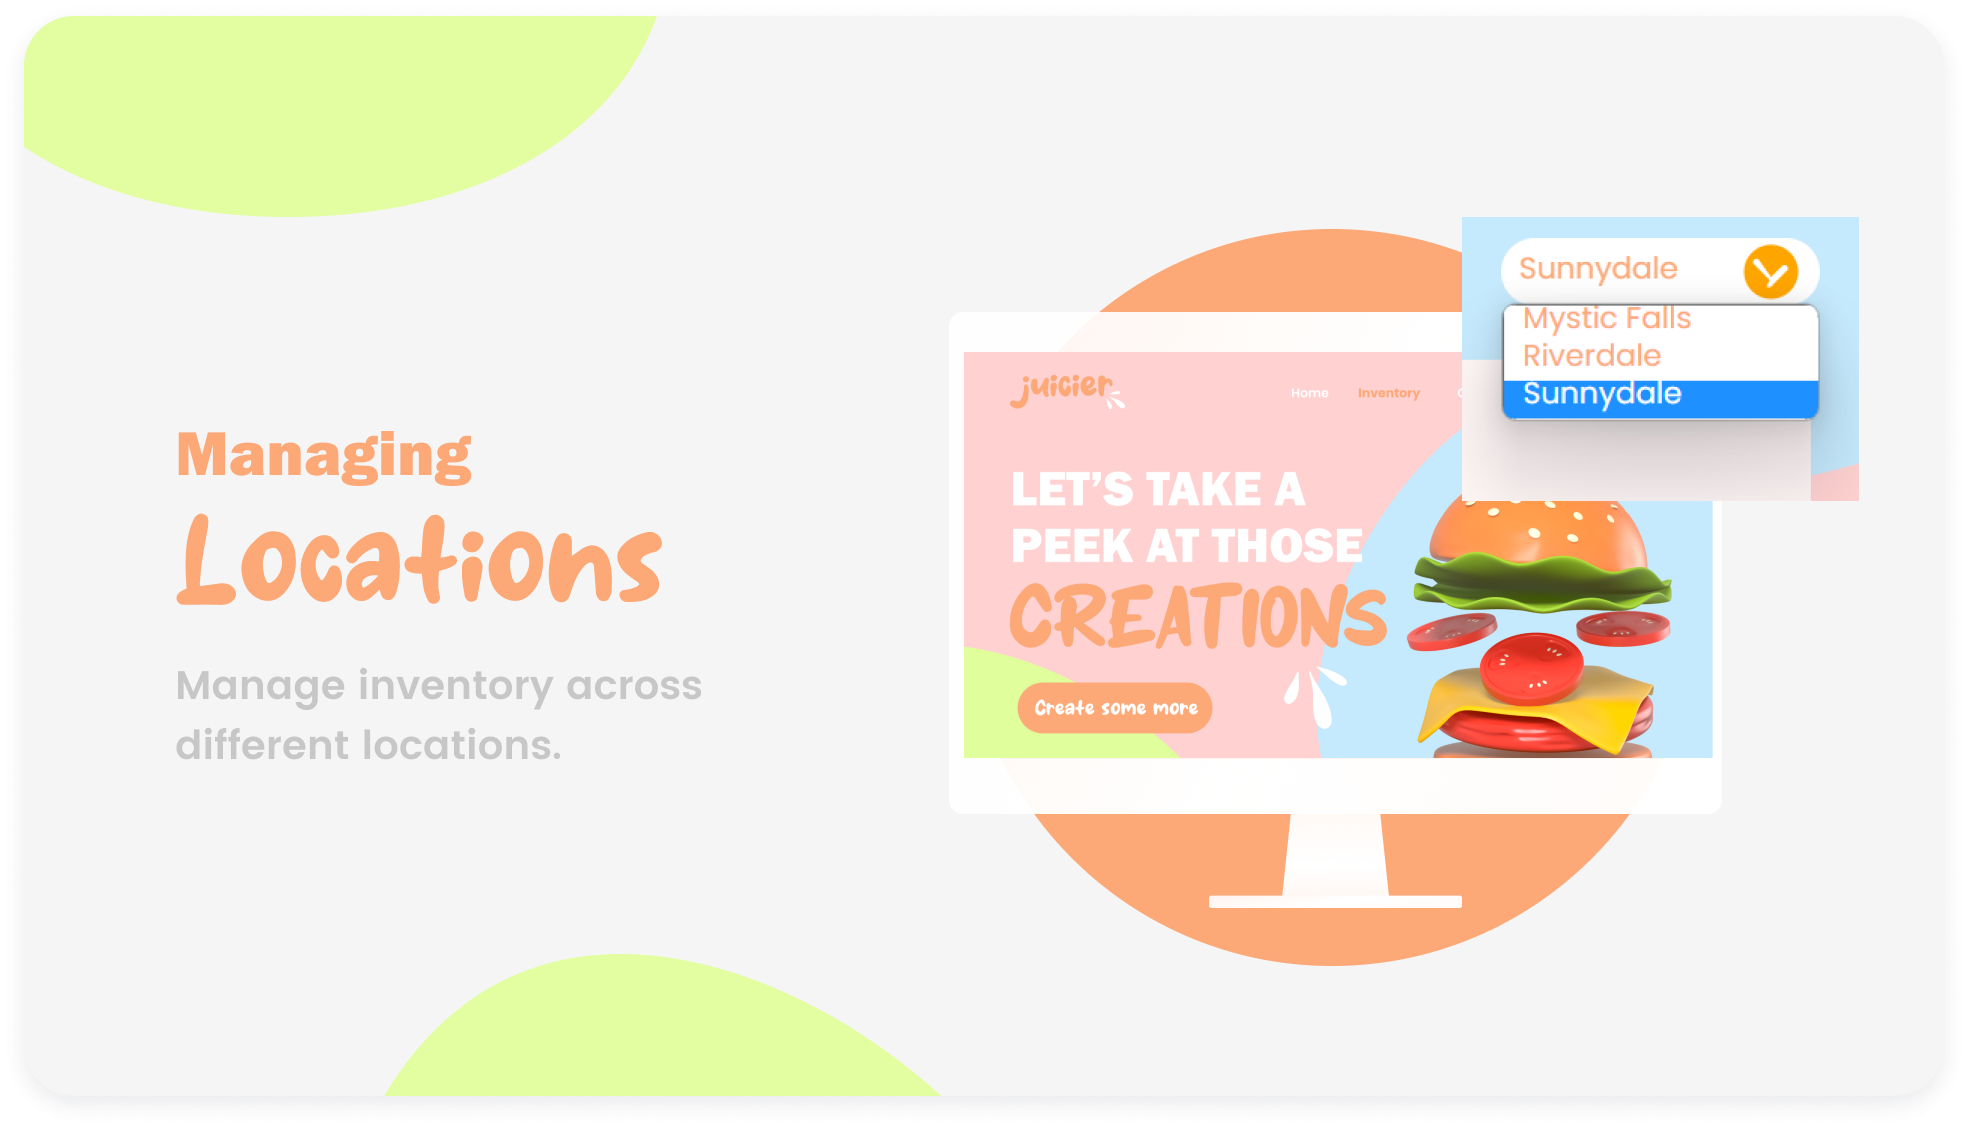 Managing
Locations
Manage inventory across
different locations.
juicier
Home Inventory
LET'S TAKE A
PEEK AT THOSE
CREATIONS
Create some more
Sunnydale
Mystic Falls
Riverdale
Sunnydale